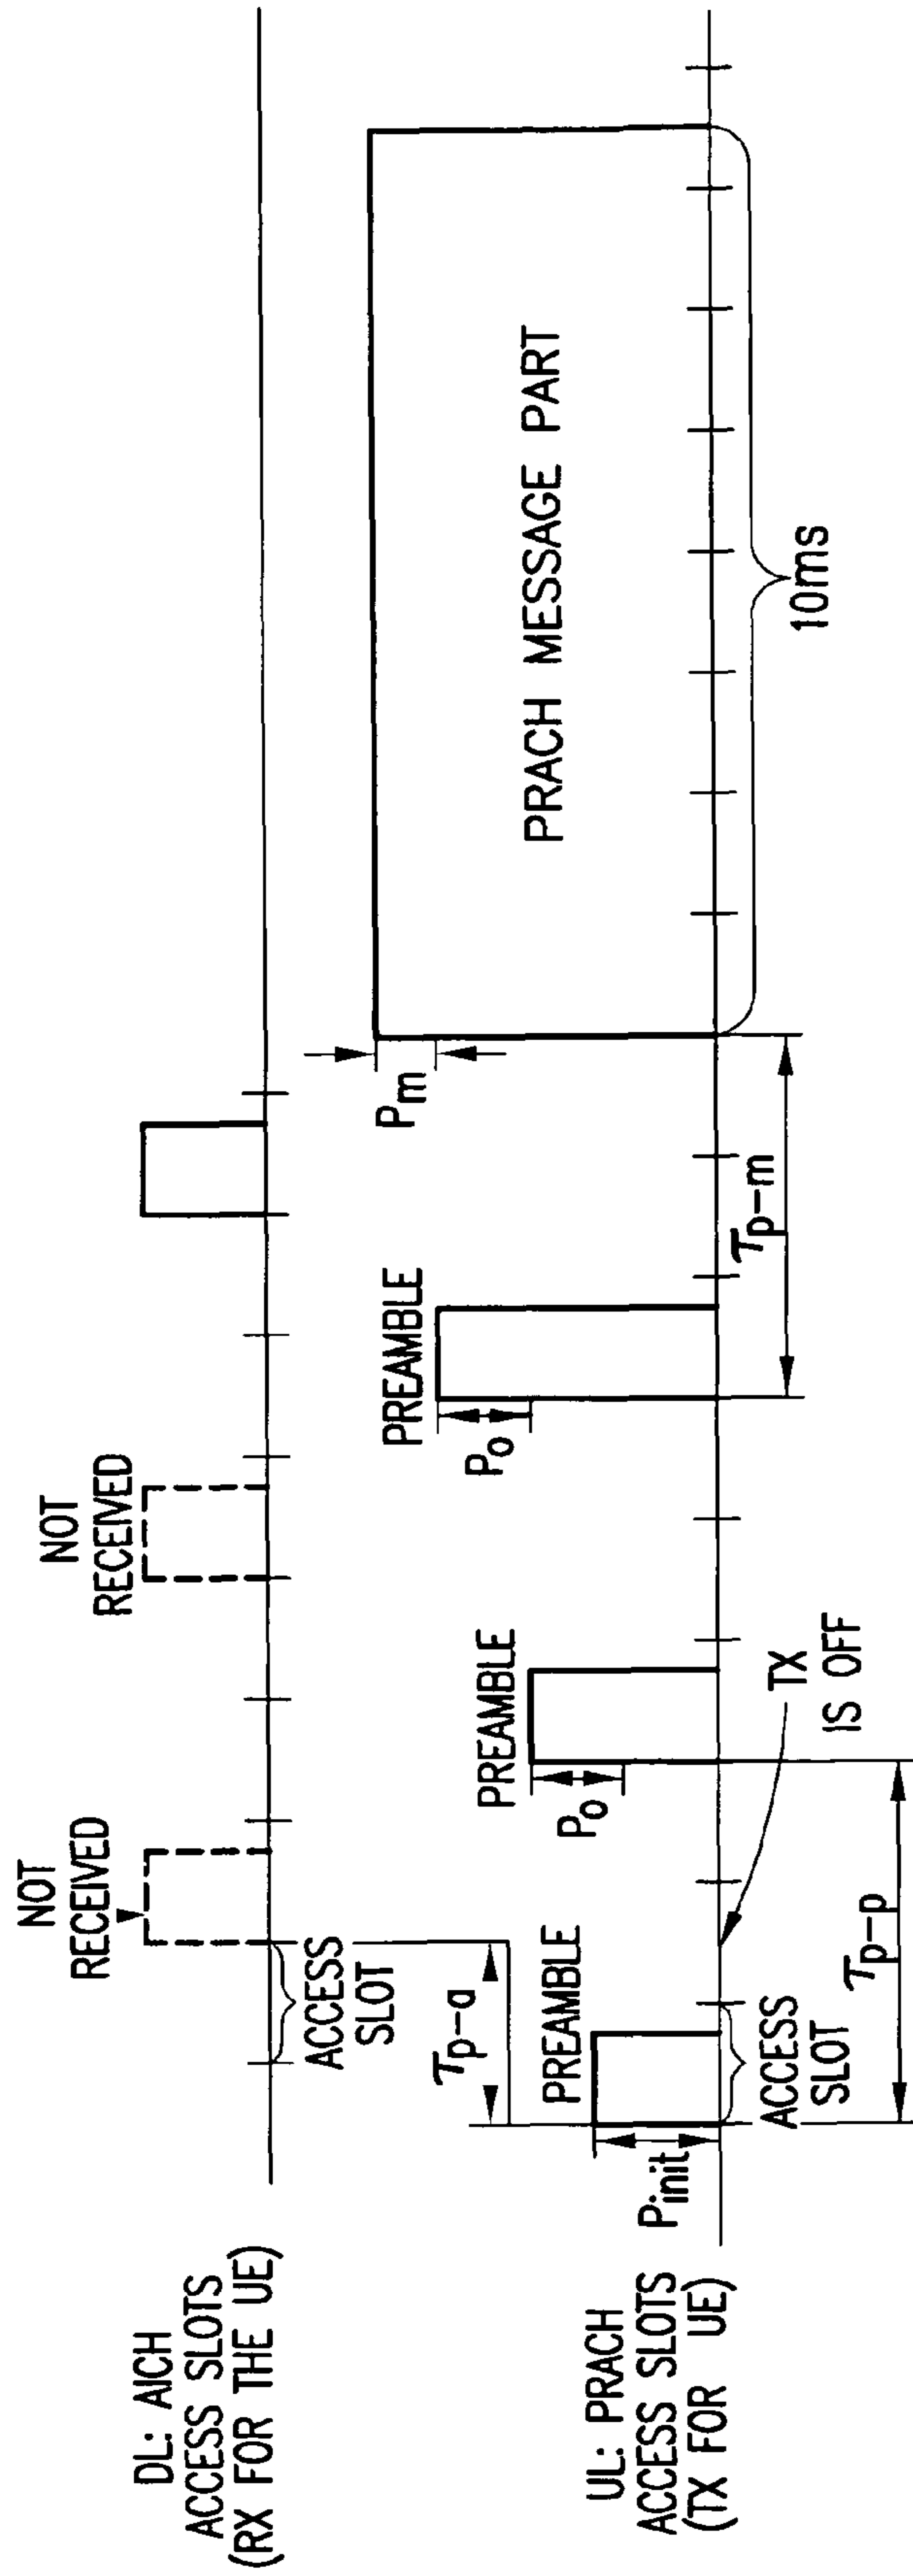 DL: AICH
ACCESS SLOTS
(RX FOR THE UE)
NOT
RECEIVED
NOT
RECEIVED
ACCESS
SLOT
τp-a
UL: PRACH
ACCESS SLOTS
(TX FOR UE)
Pinit
PREAMBLE
ACCESS
SLOT
τp-p
TX
IS OFF
Po
PREAMBLE
Po
PREAMBLE
τp-m
Pm
PRACH MESSAGE PART
10ms